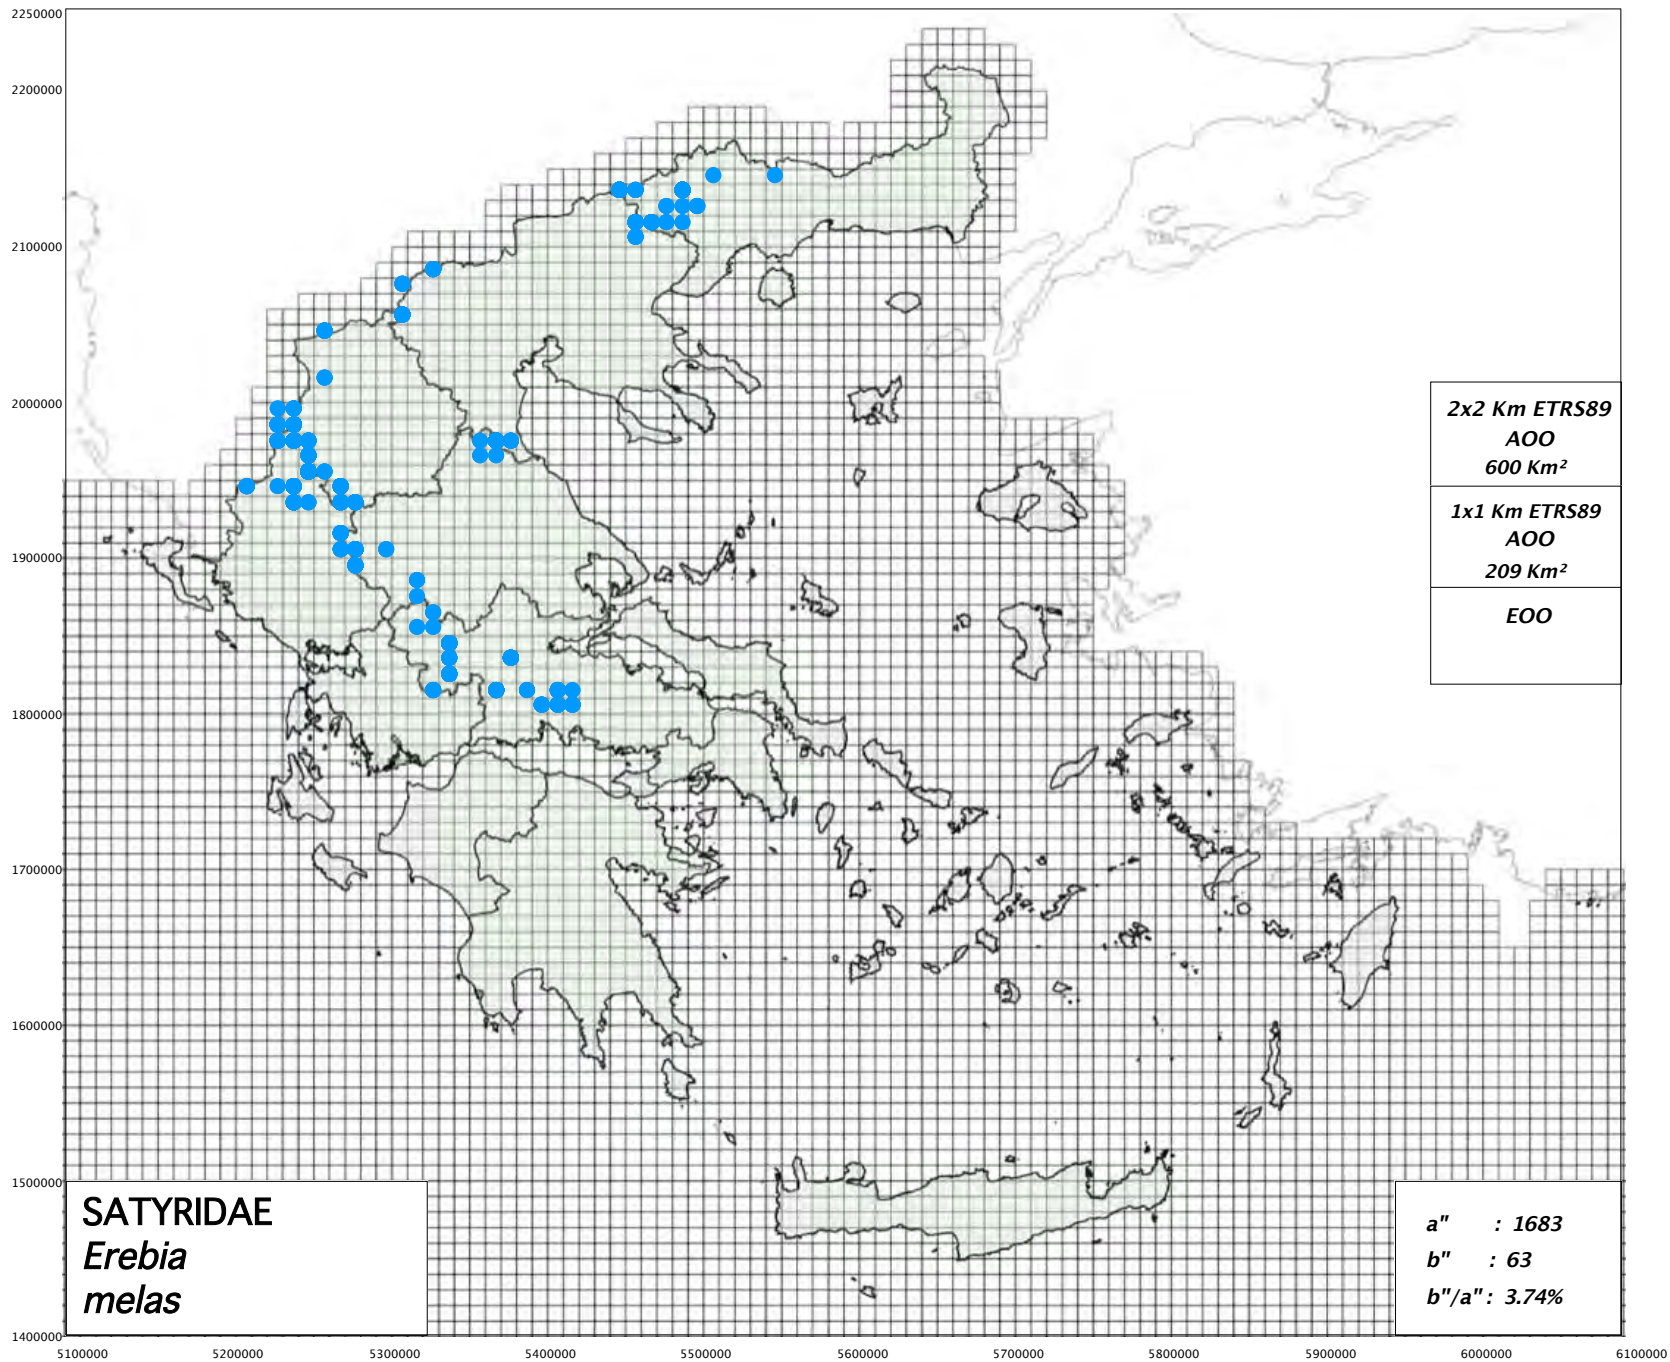 2250000
2200000
2100000
2000000
1900000
1800000
1700000
1600000
1500000
1400000
5100000 5200000 5300000 5400000 5500000 5600000 5700000 5800000 5900000 6000000 6100000
2x2 Km ETRS89
AOO
600 Km²
1x1 Km ETRS89
AOO
209 Km²
EOO
SATYRIDAE
Erebia
melas
a" : 1683
b" : 63
b"/a" : 3.74%